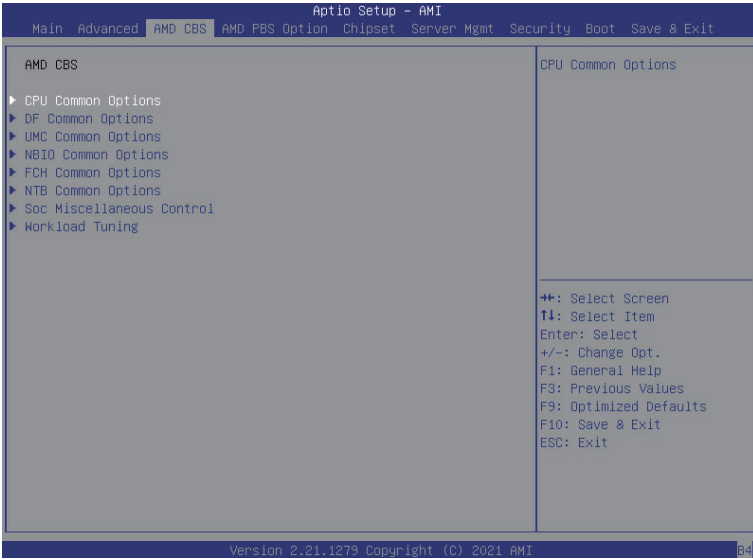 Aptio Setup – AMI
Main Advanced AMD CBS AMD PBS Option Chipset Server Mgmt Security Boot Save & Exit
AMD CBS
CPU Common Options
DF Common Options
UMC Common Options
NBIO Common Options
FCH Common Options
NTB Common Options
Soc Miscellaneous Control
Workload Tuning
CPU Common Options
→←: Select Screen
↑↓: Select Item
Enter: Select
+/-: Change Opt.
F1: General Help
F3: Previous Values
F9: Optimized Defaults
F10: Save & Exit
ESC: Exit
Version 2.21.1279 Copyright (C) 2021 AMI
B4